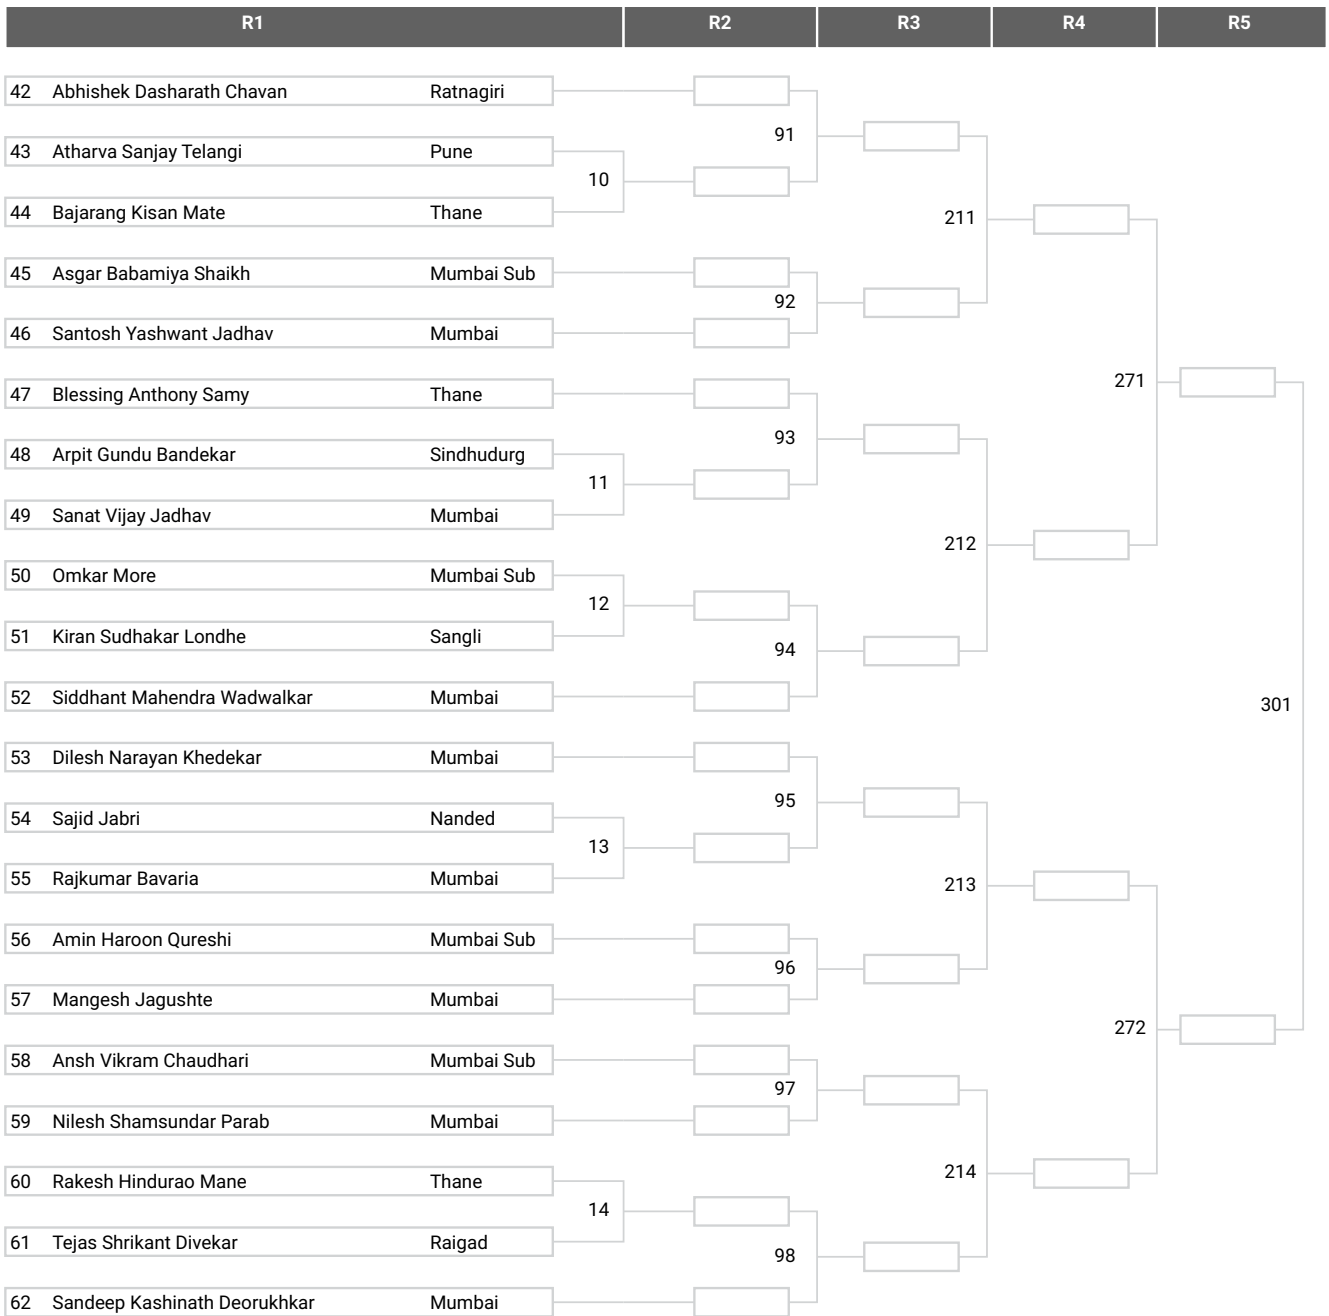 R1 R2 R3 R4 R5
42 Abhishek Dasharath Chavan Ratnagiri
91
43 Atharva Sanjay Telangi Pune
10
44 Bajarang Kisan Mate Thane
211
45 Asgar Babamiya Shaikh Mumbai Sub
92
46 Santosh Yashwant Jadhav Mumbai
271
47 Blessing Anthony Samy Thane
93
48 Arpit Gundu Bandekar Sindhudurg
11
49 Sanat Vijay Jadhav Mumbai
212
50 Omkar More Mumbai Sub
12
51 Kiran Sudhakar Londhe Sangli
94
52 Siddhant Mahendra Wadwalkar Mumbai
301
53 Dilesh Narayan Khedekar Mumbai
95
54 Sajid Jabri Nanded
13
55 Rajkumar Bavaria Mumbai
213
56 Amin Haroon Qureshi Mumbai Sub
96
57 Mangesh Jagushte Mumbai
272
58 Ansh Vikram Chaudhari Mumbai Sub
97
59 Nilesh Shamsundar Parab Mumbai
214
60 Rakesh Hindurao Mane Thane
14
61 Tejas Shrikant Divekar Raigad
98
62 Sandeep Kashinath Deorukhkar Mumbai